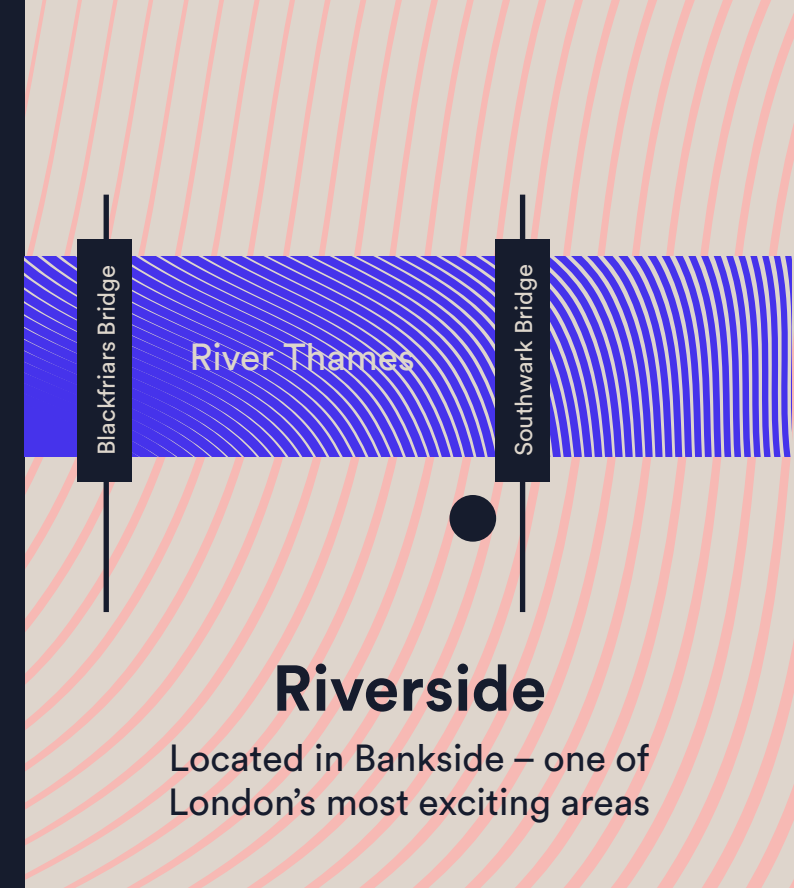 Blackfriars Bridge
River Thames
Southwark Bridge
Riverside
Located in Bankside – one of
London’s most exciting areas